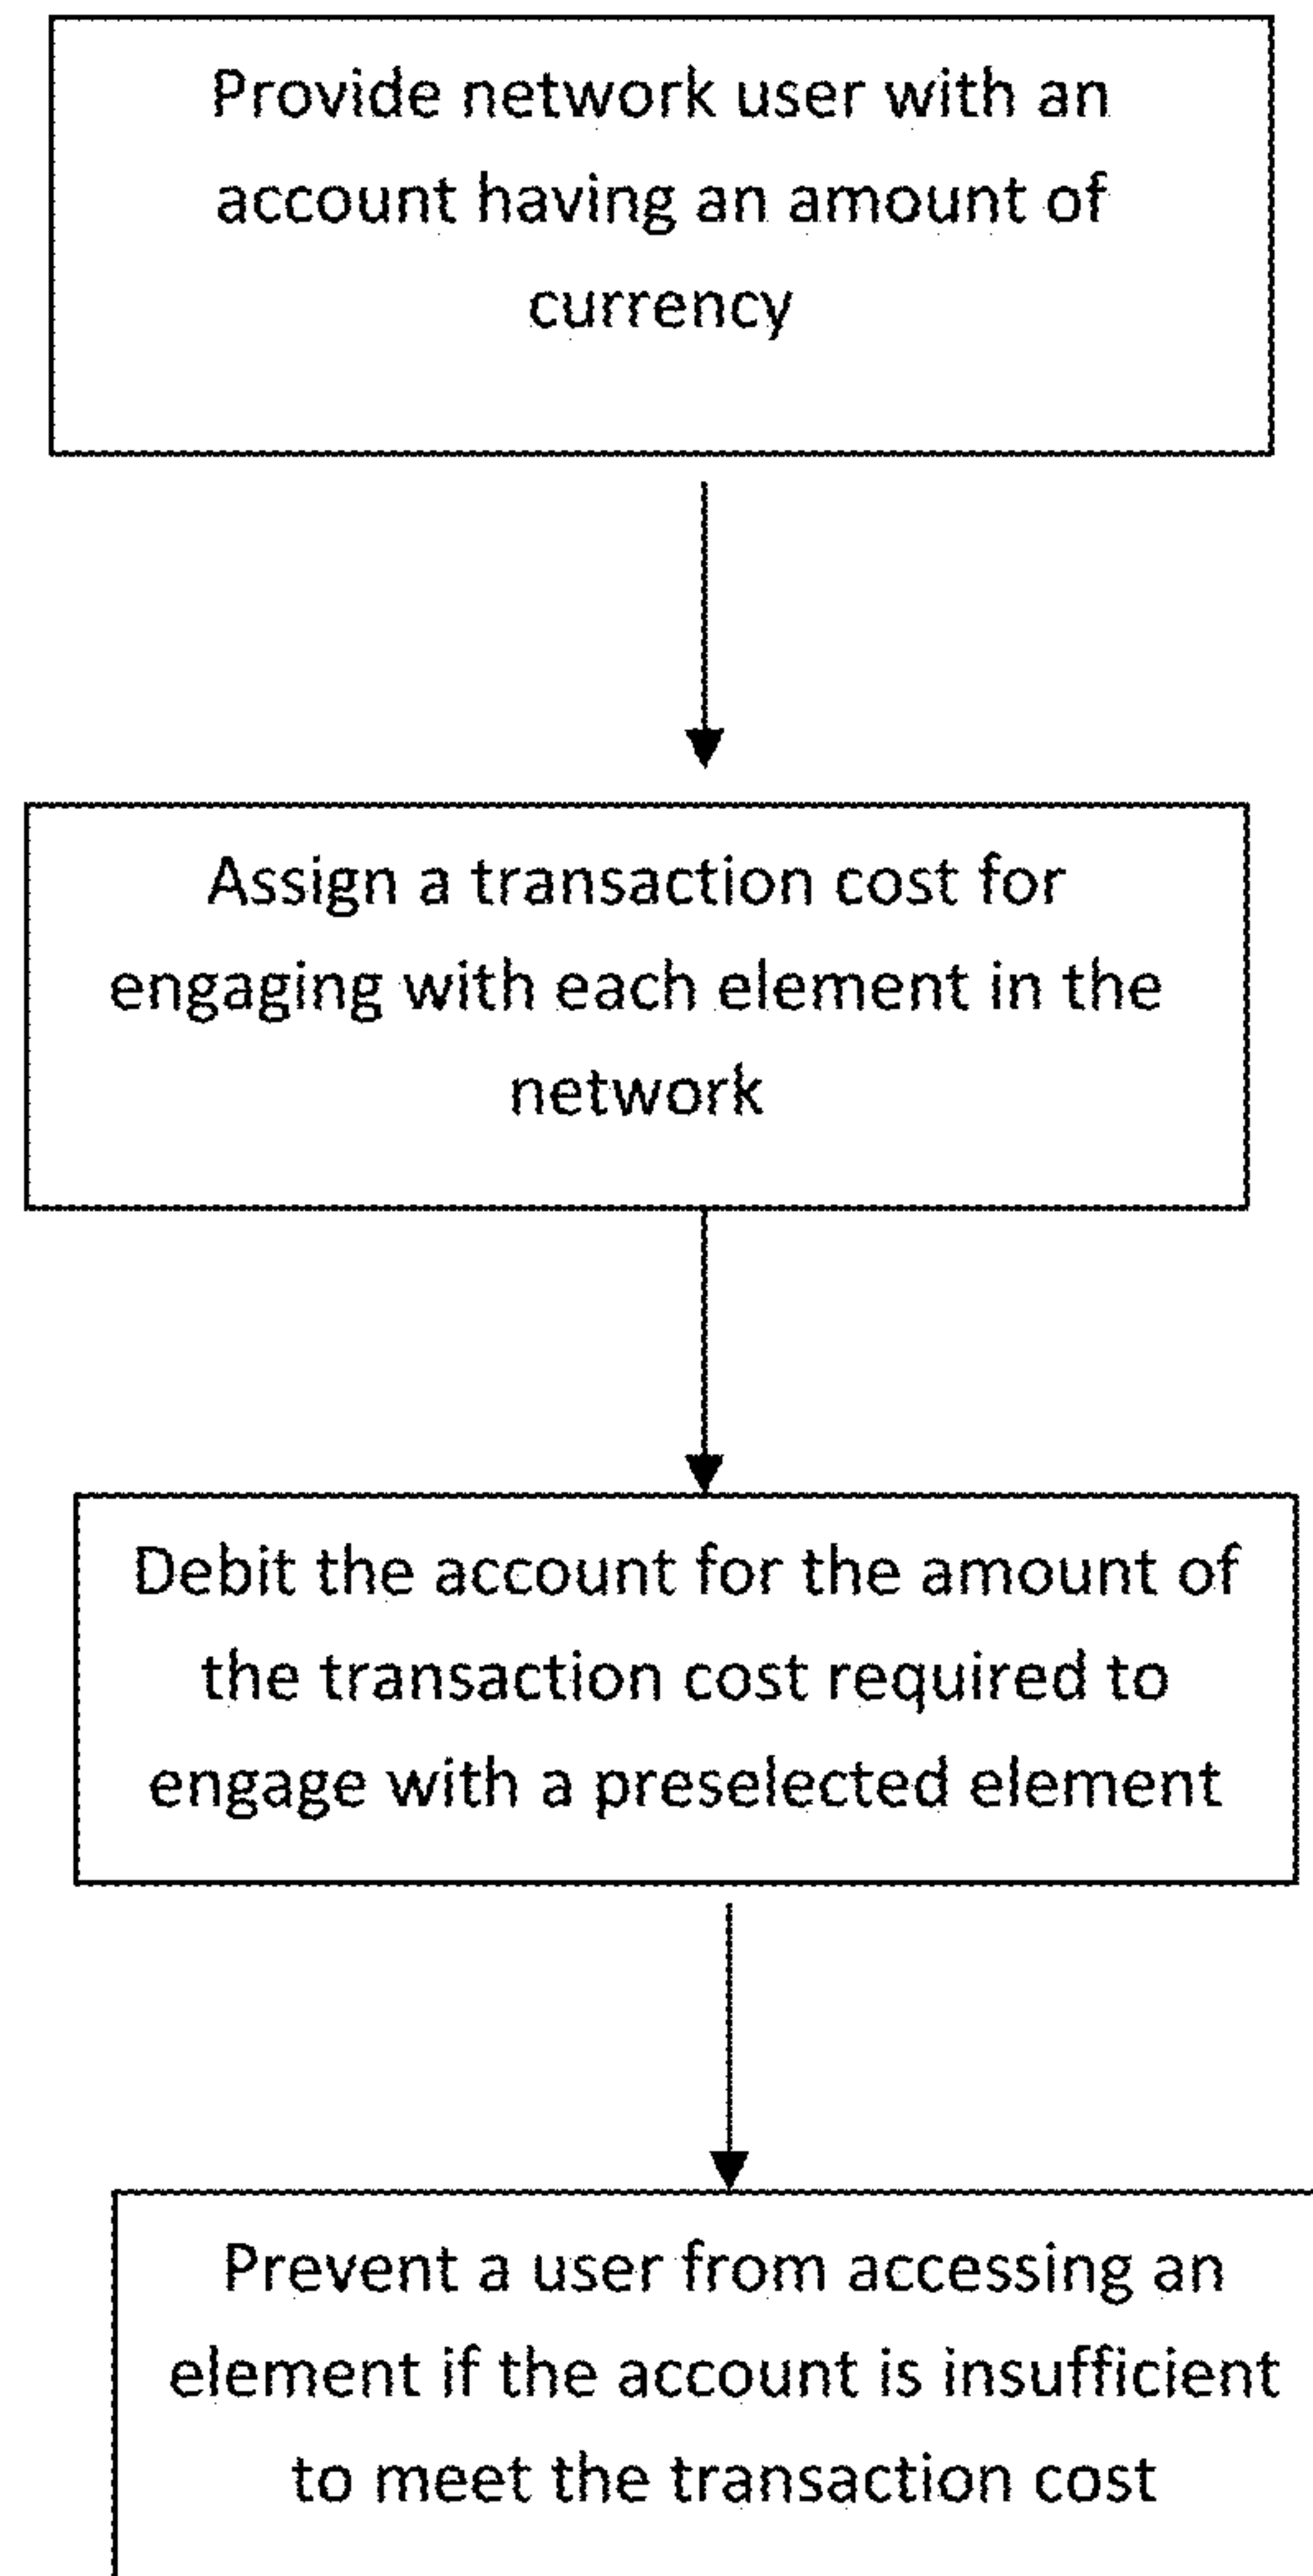 Provide network user with an
account having an amount of
currency
Assign a transaction cost for
engaging with each element in the
network
Debit the account for the amount of
the transaction cost required to
engage with a preselected element
Prevent a user from accessing an
element if the account is insufficient
to meet the transaction cost